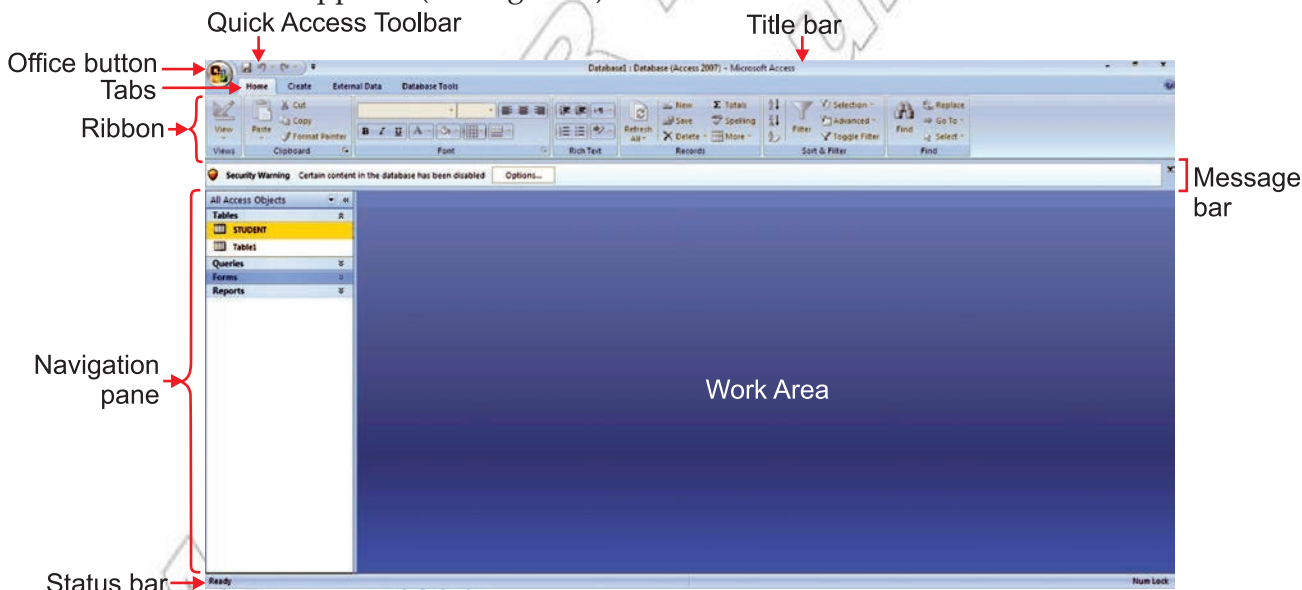 Quick Access Toolbar
Title bar
Office button
Database1 : Database (Access 2007) - Microsoft Access
Tabs
Home Create External Data Database Tools
Ribbon
View
Paste
Cut
Copy
Format Painter
B I U
Refresh All
New
Save
Delete
Σ Totals
Spelling
More
Filter
Selection
Advanced
Toggle Filter
Find
Replace
Go To
Select
Views Clipboard Font Rich Text Records Sort & Filter Find
Security Warning Certain content in the database has been disabled Options...
Message
bar
All Access Objects
Tables
STUDENT
Table1
Queries
Forms
Reports
Navigation
pane
Work Area
Status bar
Ready
Num Lock